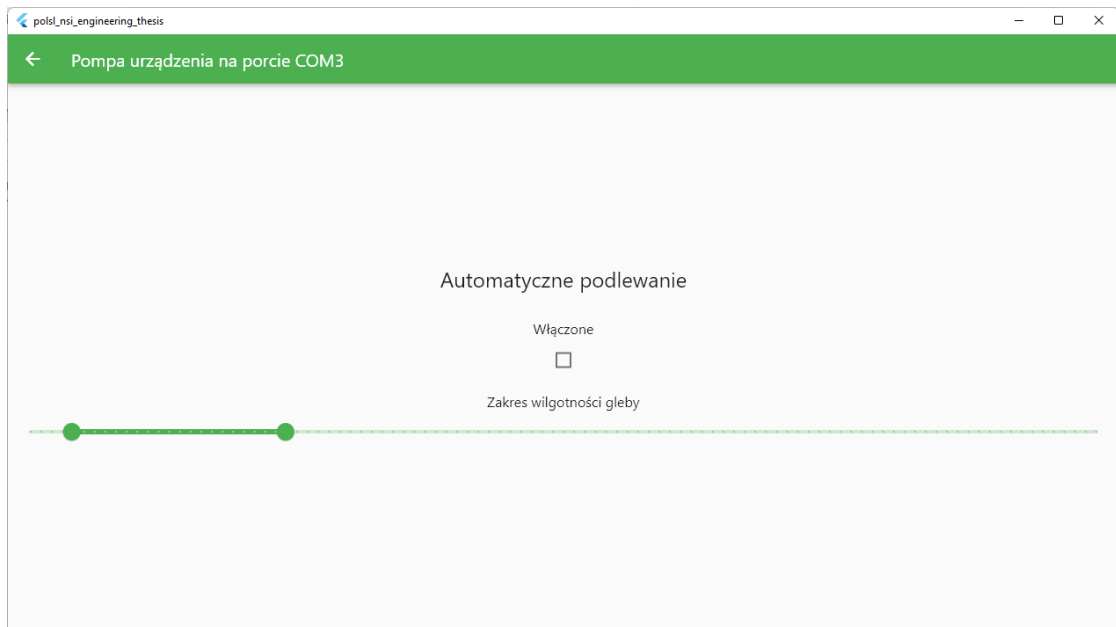 polsl_nsi_engineering_thesis
Pompa urządzenia na porcie COM3
Automatyczne podlewanie
Włączone
Zakres wilgotności gleby